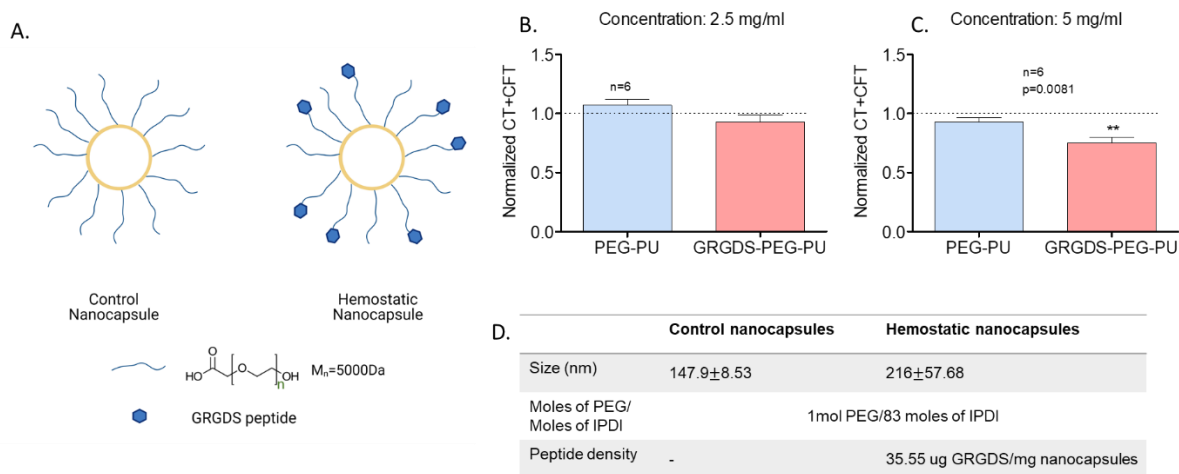 A.
Control
Nanocapsule
Hemostatic
Nanocapsule
O
HO
O
OH
n
Mn=5000Da
GRGDS peptide
B.
Concentration: 2.5 mg/ml
Normalized CT+CFT
1.5
1.0
0.5
0.0
n=6
PEG-PU
GRGDS-PEG-PU
C.
Concentration: 5 mg/ml
Normalized CT+CFT
1.5
1.0
0.5
0.0
n=6
p=0.0081
**
PEG-PU
GRGDS-PEG-PU
D.
Control nanocapsules Hemostatic nanocapsules
Size (nm) 147.9±8.53 216±57.68
Moles of PEG/
Moles of IPDI
1mol PEG/83 moles of IPDI
Peptide density - 35.55 ug GRGDS/mg nanocapsules